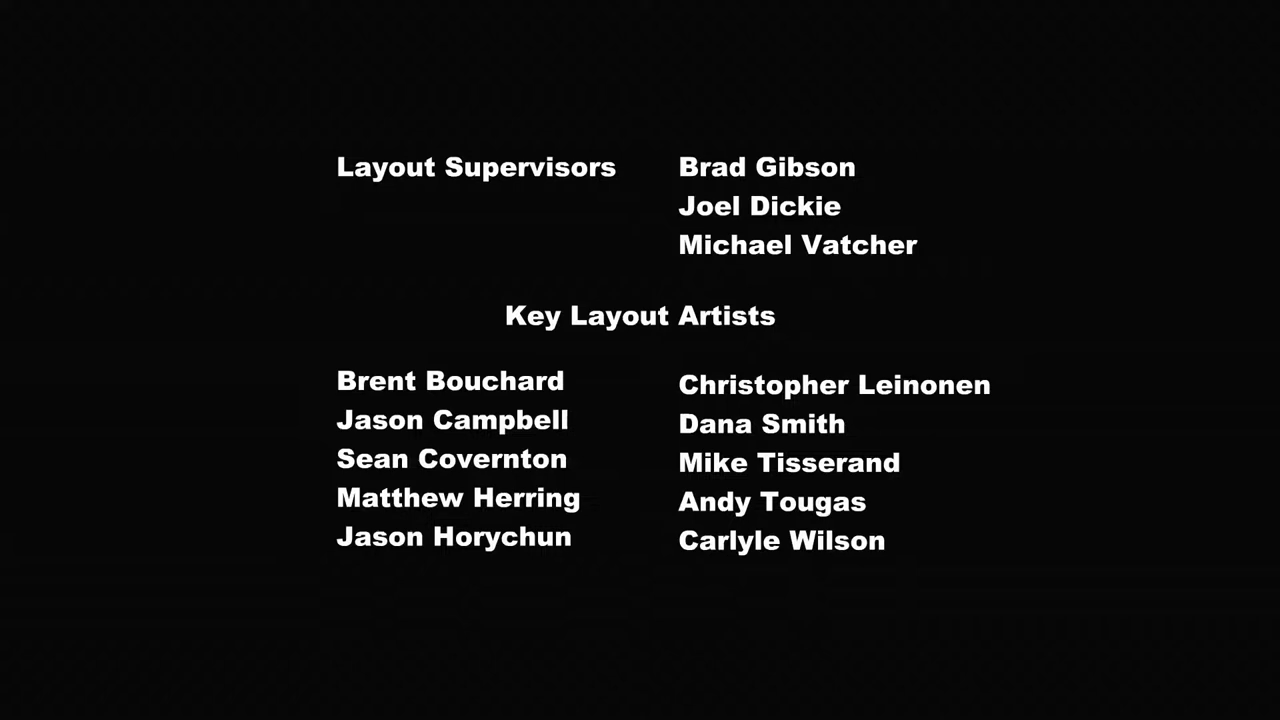 Layout Supervisors Brad Gibson
Joel Dickie
Michael Vatcher
Key Layout Artists
Brent Bouchard
Jason Campbell
Sean Covernton
Matthew Herring
Jason Horychun
Christopher Leinonen
Dana Smith
Mike Tisserand
Andy Tougas
Carlyle Wilson